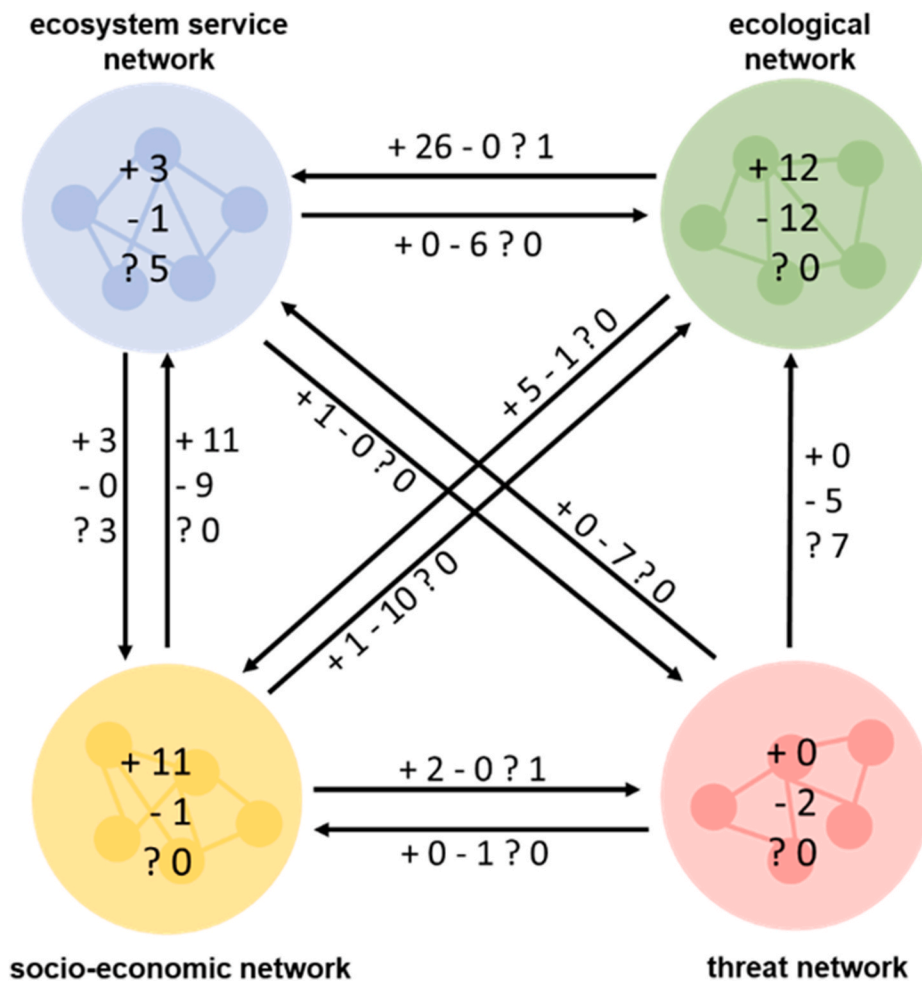 ecosystem service
network
ecological
network
+ 3
- 1
? 5
+ 26 - 0 ? 1
+ 0 - 6 ? 0
+ 12
- 12
? 0
+ 3
- 0
? 3
+ 11
- 9
? 0
+ 1 - 0 ? 0
+ 5 - 1 ? 0
+ 1 - 10 ? 0
+ 0 - 7 ? 0
+ 0
- 5
? 7
+ 11
- 1
? 0
+ 2 - 0 ? 1
+ 0 - 1 ? 0
+ 0
- 2
? 0
socio-economic network
threat network